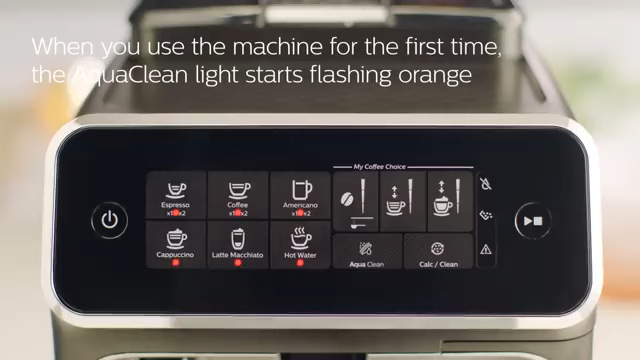 When you use the machine for the first time,
the AquaClean light starts flashing orange
My Coffee Choice
Espresso
x1 x2
Coffee
x1 x2
Americano
x1 x2
Cappuccino
Latte Macchiato
Hot Water
Aqua Clean
Calc / Clean